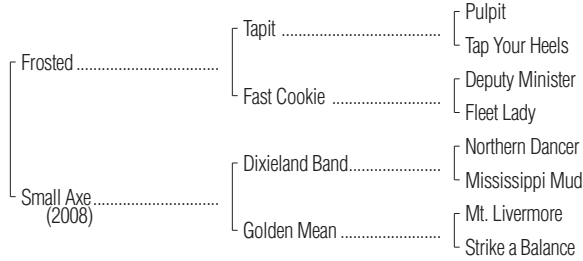 Pulpit
Tapit ................................................
Tap Your Heels
Frosted ...........................................
Deputy Minister
Fast Cookie .................................
Fleet Lady
Northern Dancer
Dixieland Band............................
Mississippi Mud
Small Axe......................................
(2008)
Mt. Livermore
Golden Mean ..............................
Strike a Balance